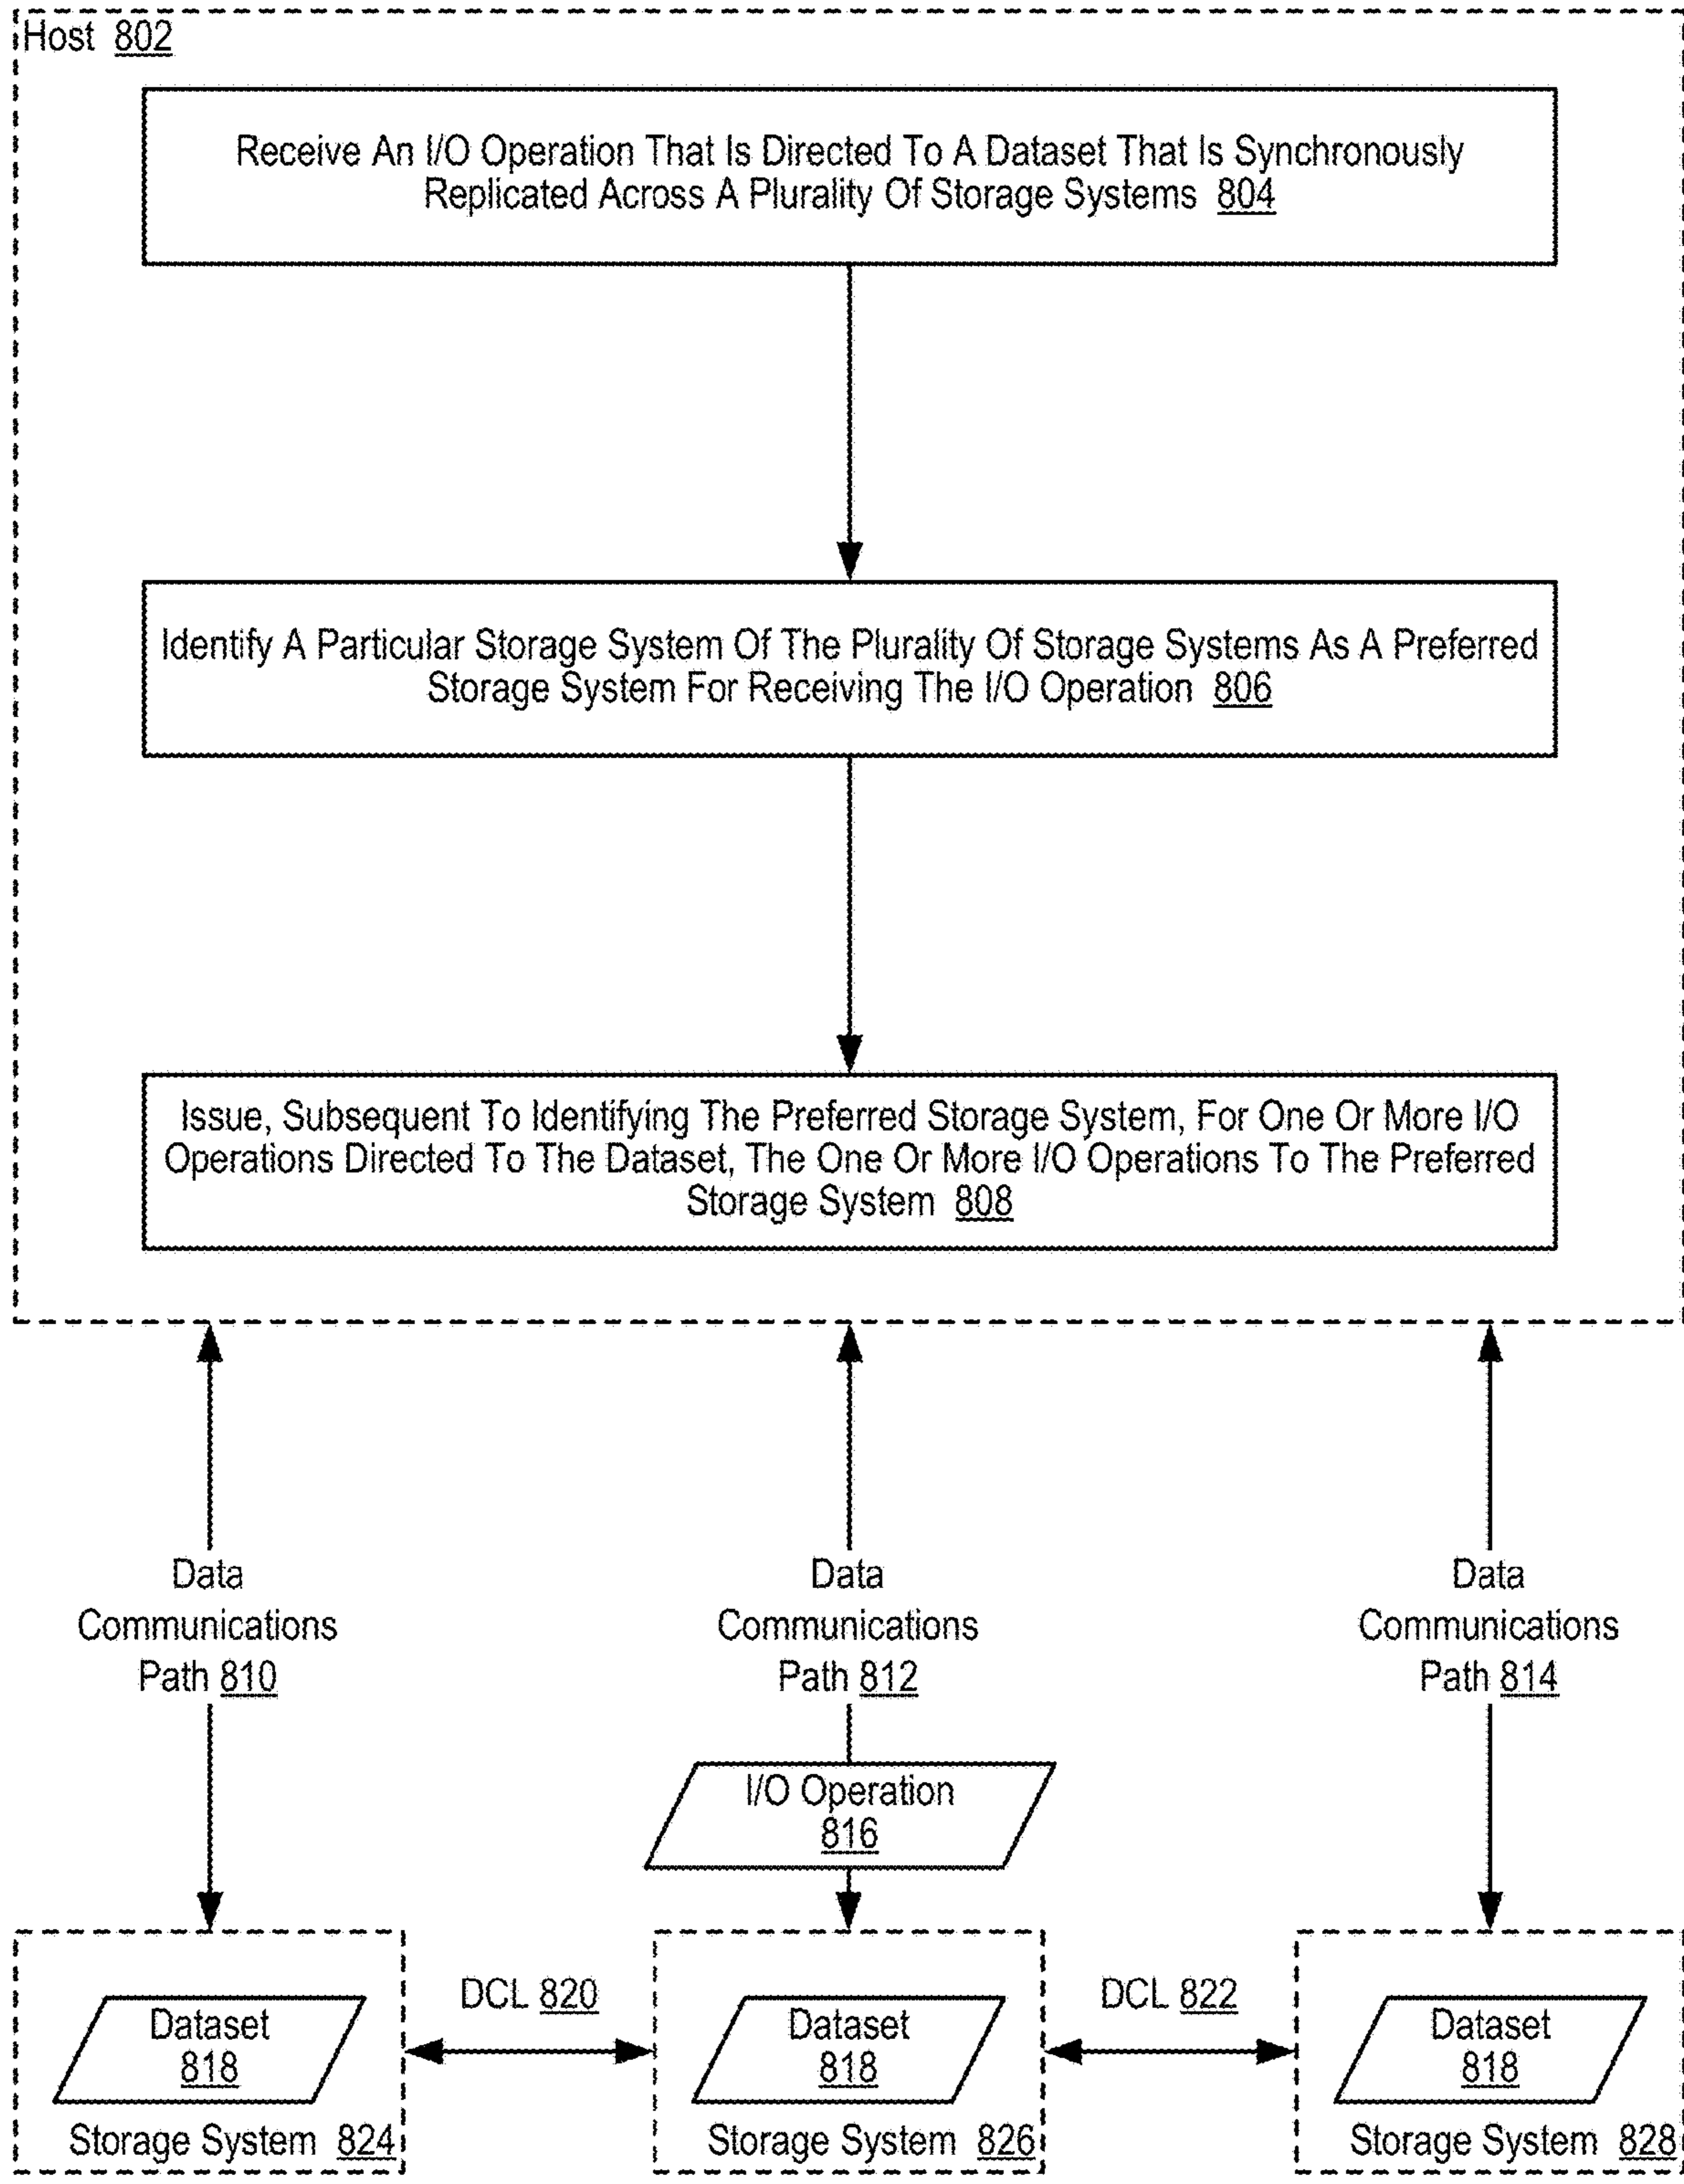 Host 802
Receive An I/O Operation That Is Directed To A Dataset That Is Synchronously
Replicated Across A Plurality Of Storage Systems 804
Identify A Particular Storage System Of The Plurality Of Storage Systems As A Preferred
Storage System For Receiving The I/O Operation 806
Issue, Subsequent To Identifying The Preferred Storage System, For One Or More I/O
Operations Directed To The Dataset, The One Or More I/O Operations To The Preferred
Storage System 808
Data
Communications
Path 810
Data
Communications
Path 812
Data
Communications
Path 814
I/O Operation
816
Dataset
818
Storage System 824
DCL 820
Dataset
818
Storage System 826
DCL 822
Dataset
818
Storage System 828